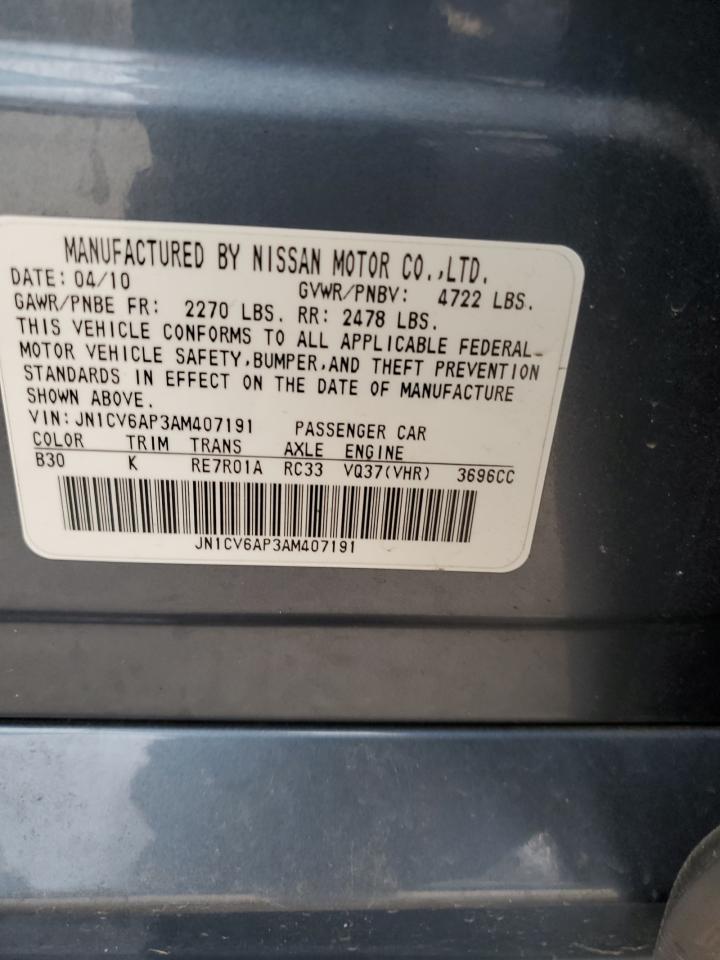 MANUFACTURED BY NISSAN MOTOR CO.,LTD.
DATE: 04/10 GVWR/PNBV: 4722 LBS.
GAWR/PNBE FR: 2270 LBS. RR: 2478 LBS.
THIS VEHICLE CONFORMS TO ALL APPLICABLE FEDERAL
MOTOR VEHICLE SAFETY,BUMPER,AND THEFT PREVENTION
STANDARDS IN EFFECT ON THE DATE OF MANUFACTURE
SHOWN ABOVE.
VIN:JN1CV6AP3AM407191 PASSENGER CAR
COLOR TRIM TRANS AXLE ENGINE
B30 K RE7R01A RC33 VQ37(VHR) 3696CC
JN1CV6AP3AM407191